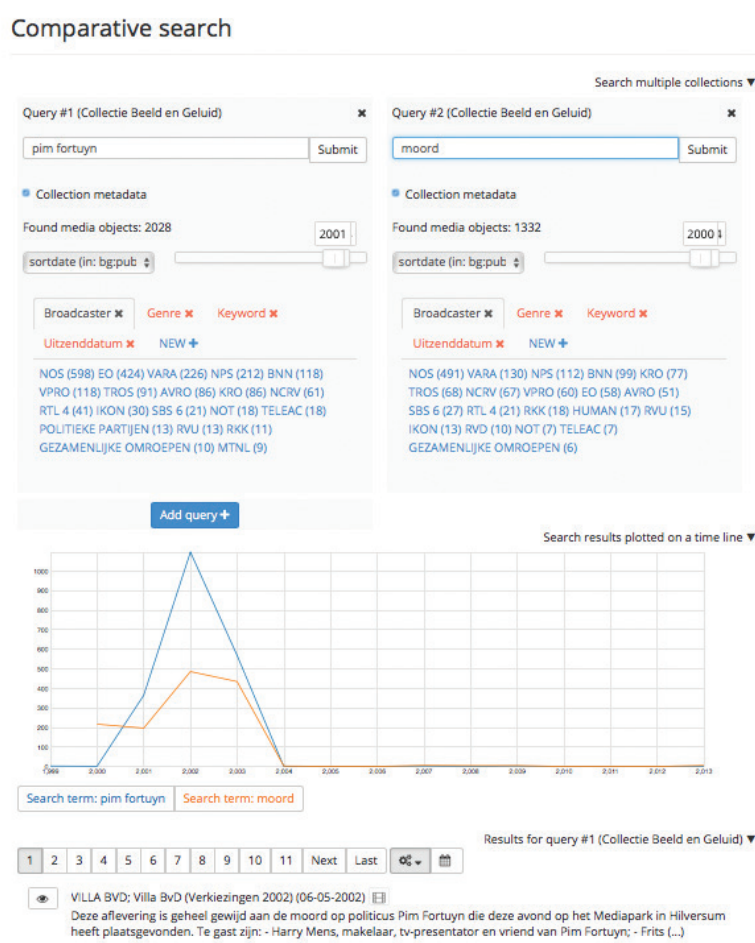 Comparative search
Search multiple collections ▼
Query #1 (Collectie Beeld en Geluid) ✖
pim fortuyn Submit
Collection metadata
Found media objects: 2028
2001
sortdate (in: bg:pub
Broadcaster ✖ Genre ✖ Keyword ✖
Uitzenddatum ✖ NEW +
NOS (598) EO (424) VARA (226) NPS (212) BNN (118)
VPRO (118) TROS (91) AVRO (86) KRO (86) NCRV (61)
RTL 4 (41) IKON (30) SBS 6 (21) NOT (18) TELEAC (18)
POLITIEKE PARTIJEN (13) RVU (13) RKK (11)
GEZAMENLIJKE OMROEPEN (10) MTNL (9)
Query #2 (Collectie Beeld en Geluid) ✖
moord Submit
Collection metadata
Found media objects: 1332
2000
sortdate (in: bg:pub
Broadcaster ✖ Genre ✖ Keyword ✖
Uitzenddatum ✖ NEW +
NOS (491) VARA (130) NPS (112) BNN (99) KRO (77)
TROS (68) NCRV (67) VPRO (60) EO (58) AVRO (51)
SBS 6 (27) RTL 4 (21) RKK (18) HUMAN (17) RVU (15)
IKON (13) RVD (10) NOT (7) TELEAC (7)
GEZAMENLIJKE OMROEPEN (6)
Add query +
Search results plotted on a time line ▼
1000
900
800
700
600
500
400
300
200
100
0
1,999 2,000 2,001 2,002 2,003 2,004 2,005 2,006 2,007 2,008 2,009 2,010 2,011 2,012 2,013
Search term: pim fortuyn Search term: moord
Results for query #1 (Collectie Beeld en Geluid) ▼
1 2 3 4 5 6 7 8 9 10 11 Next Last
VILLA BVD; Villa BvD (Verkiezingen 2002) (06-05-2002)
Deze aflevering is geheel gewijd aan de moord op politicus Pim Fortuyn die deze avond op het Mediapark in Hilversum
heeft plaatsgevonden. Te gast zijn: - Harry Mens, makelaar, tv-presentator en vriend van Pim Fortuyn; - Frits (...)